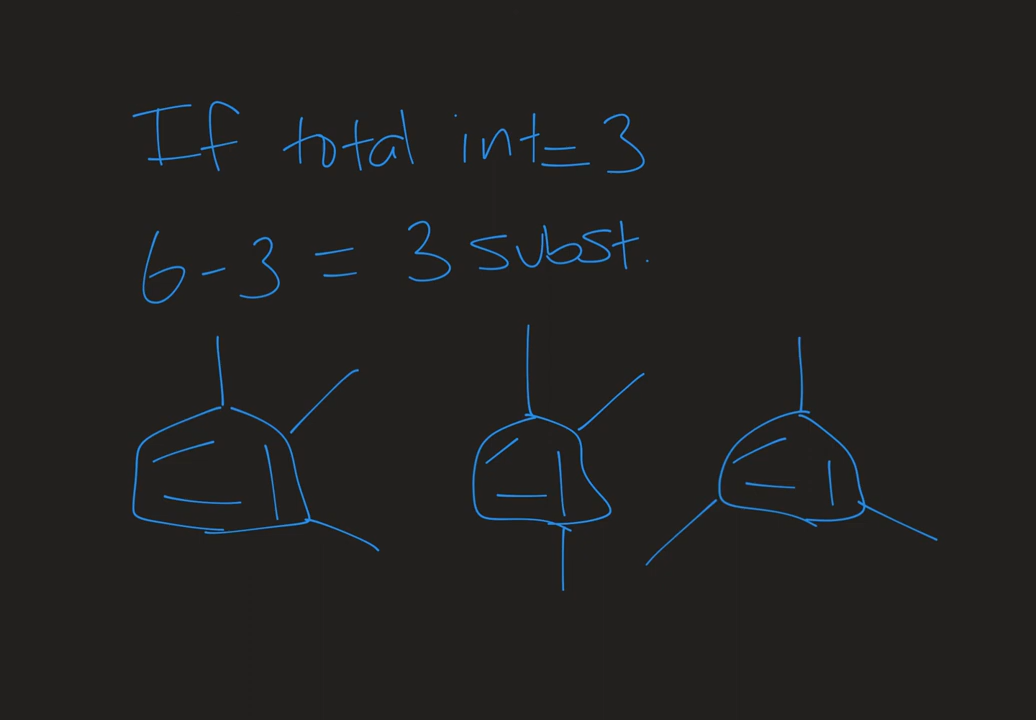 If total int = 3
6 - 3 = 3 subst.